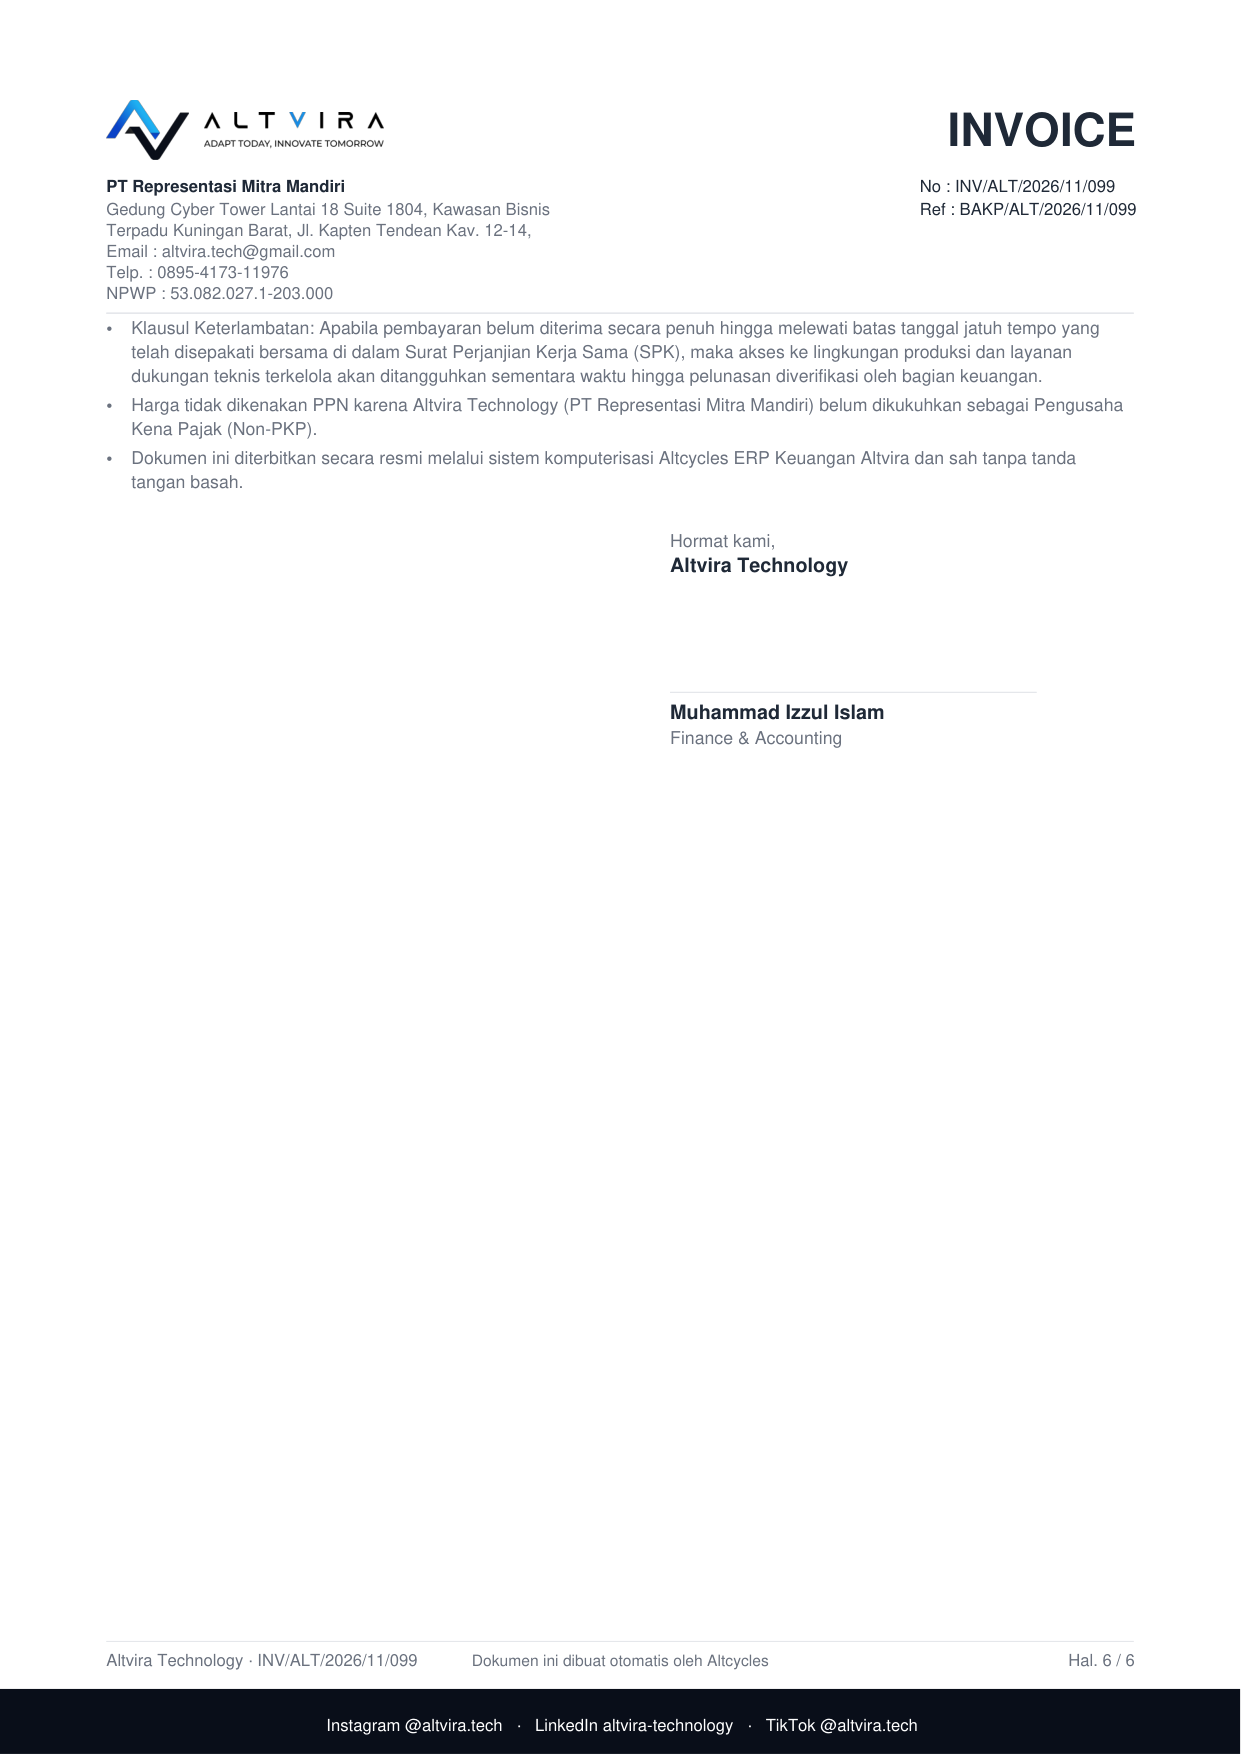 ALTVIRA
ADAPT TODAY, INNOVATE TOMORROW
INVOICE
PT Representasi Mitra Mandiri
Gedung Cyber Tower Lantai 18 Suite 1804, Kawasan Bisnis
Terpadu Kuningan Barat, Jl. Kapten Tendean Kav. 12-14,
Email : altvira.tech@gmail.com
Telp. : 0895-4173-11976
NPWP : 53.082.027.1-203.000
No : INV/ALT/2026/11/099
Ref : BAKP/ALT/2026/11/099
• Klausul Keterlambatan: Apabila pembayaran belum diterima secara penuh hingga melewati batas tanggal jatuh tempo yang
telah disepakati bersama di dalam Surat Perjanjian Kerja Sama (SPK), maka akses ke lingkungan produksi dan layanan
dukungan teknis terkelola akan ditangguhkan sementara waktu hingga pelunasan diverifikasi oleh bagian keuangan.
• Harga tidak dikenakan PPN karena Altvira Technology (PT Representasi Mitra Mandiri) belum dikukuhkan sebagai Pengusaha
Kena Pajak (Non-PKP).
• Dokumen ini diterbitkan secara resmi melalui sistem komputerisasi Altcycles ERP Keuangan Altvira dan sah tanpa tanda
tangan basah.
Hormat kami,
Altvira Technology
Muhammad Izzul Islam
Finance & Accounting
Altvira Technology · INV/ALT/2026/11/099 Dokumen ini dibuat otomatis oleh Altcycles Hal. 6 / 6
Instagram @altvira.tech · LinkedIn altvira-technology · TikTok @altvira.tech